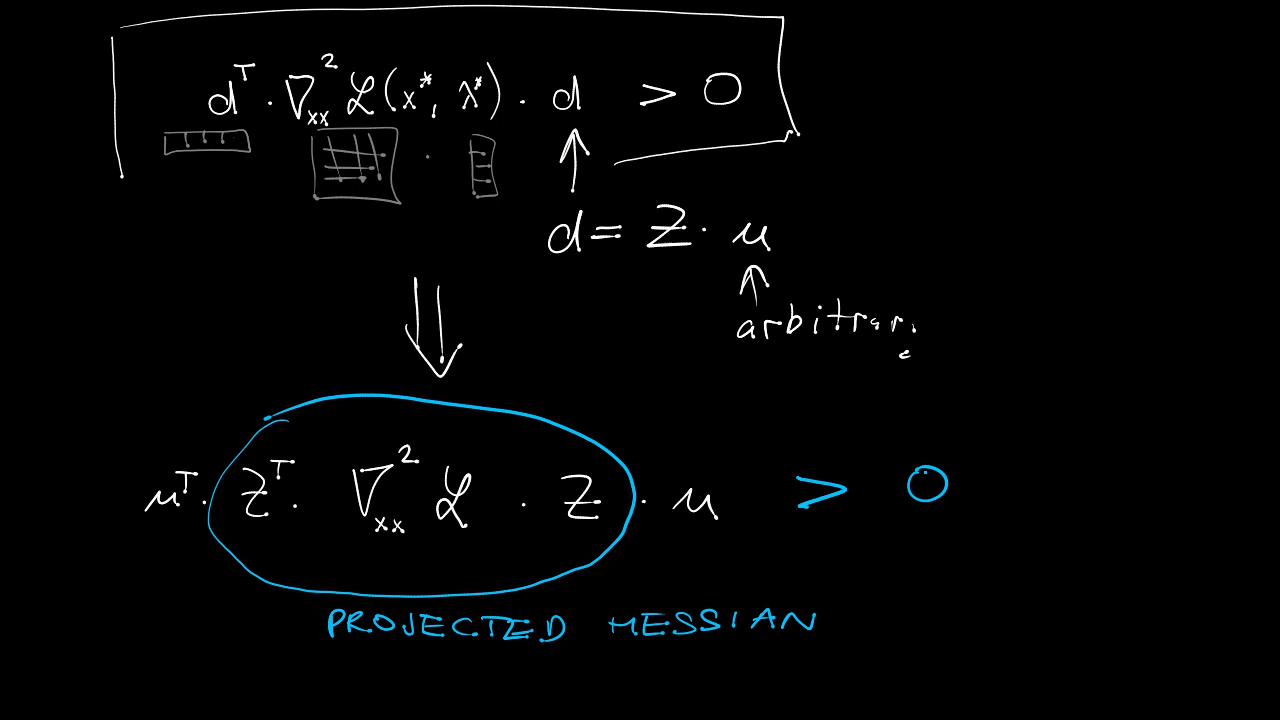 dᵀ · ∇²ₓₓ ℒ(x*, λ*) · d > 0
d = Z · u
arbitrar
uᵀ · Zᵀ · ∇²ₓₓ ℒ · Z · u > 0
PROJECTED HESSIAN